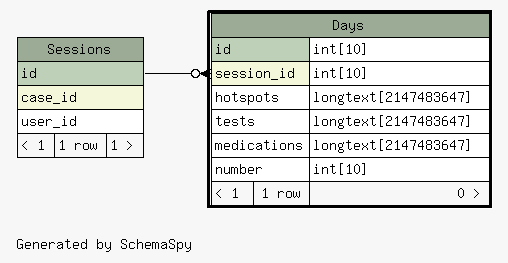 Sessions
id
case_id
user_id
< 1 1 row 1 >
Days
id int[10]
session_id int[10]
hotspots longtext[2147483647]
tests longtext[2147483647]
medications longtext[2147483647]
number int[10]
< 1 1 row 0 >
Generated by SchemaSpy